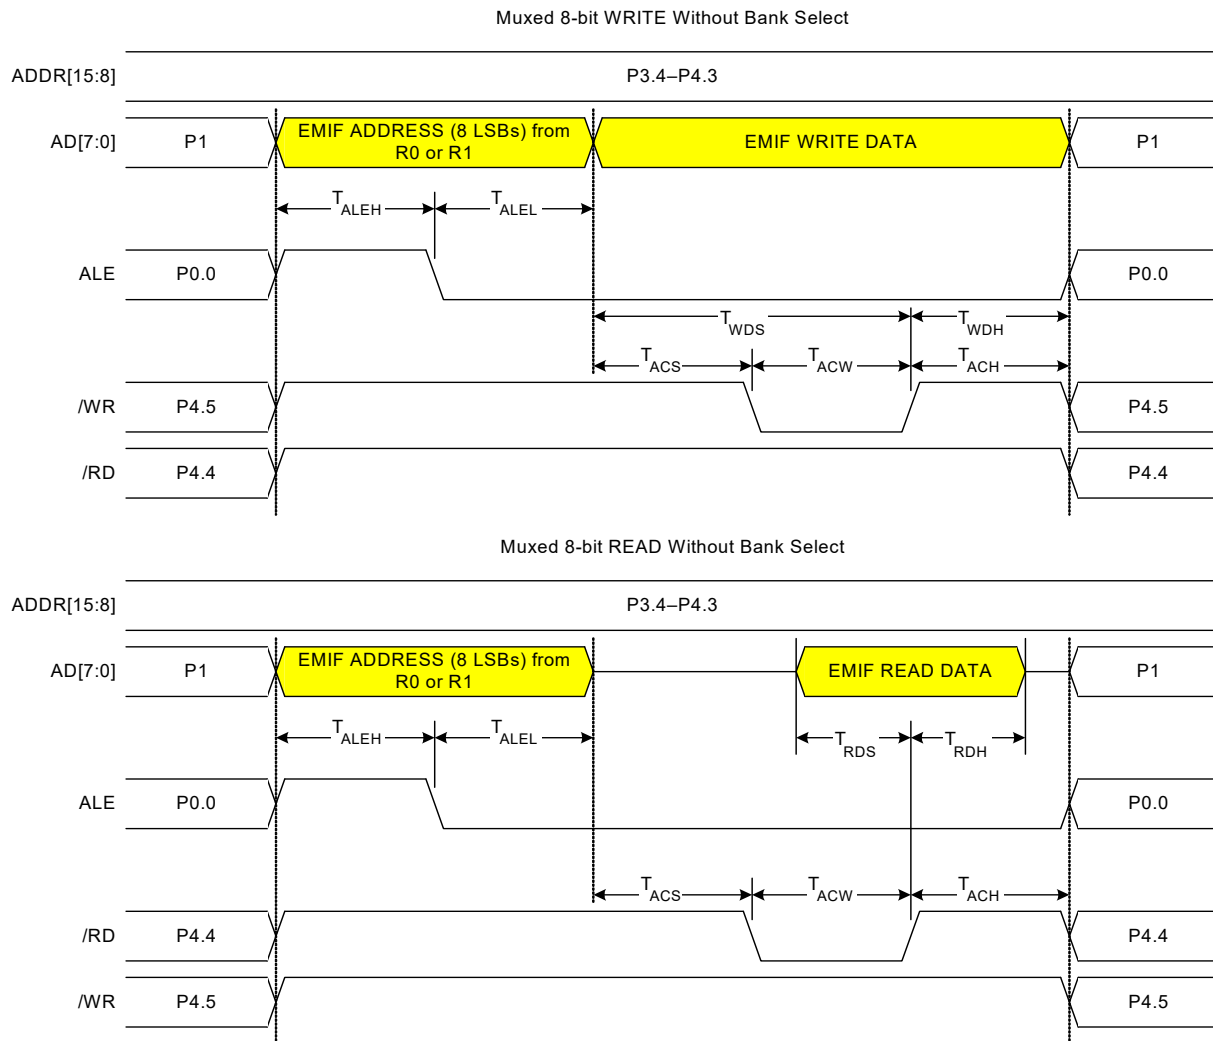 Muxed 8-bit WRITE Without Bank Select
ADDR[15:8] P3.4–P4.3
AD[7:0] P1 EMIF ADDRESS (8 LSBs) from R0 or R1 EMIF WRITE DATA P1
TALEH TALEL
ALE P0.0 P0.0
TWDS TWDH
TACS TACW TACH
/WR P4.5 P4.5
/RD P4.4 P4.4
Muxed 8-bit READ Without Bank Select
ADDR[15:8] P3.4–P4.3
AD[7:0] P1 EMIF ADDRESS (8 LSBs) from R0 or R1 EMIF READ DATA P1
TALEH TALEL TRDS TRDH
ALE P0.0 P0.0
TACS TACW TACH
/RD P4.4 P4.4
/WR P4.5 P4.5